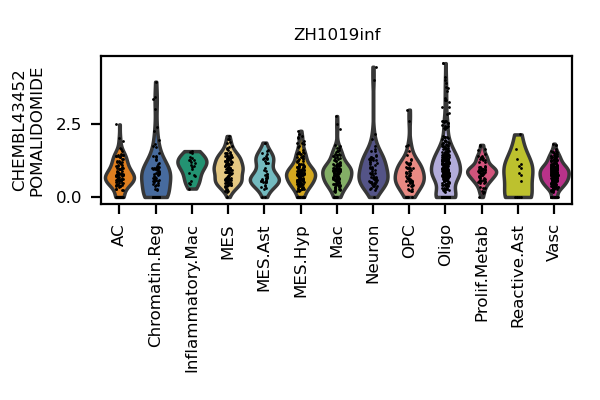 ZH1019inf
CHEMBL43452
POMALIDOMIDE
2.5
0.0
AC
Chromatin.Reg
Inflammatory.Mac
MES
MES.Ast
MES.Hyp
Mac
Neuron
OPC
Oligo
Prolif.Metab
Reactive.Ast
Vasc